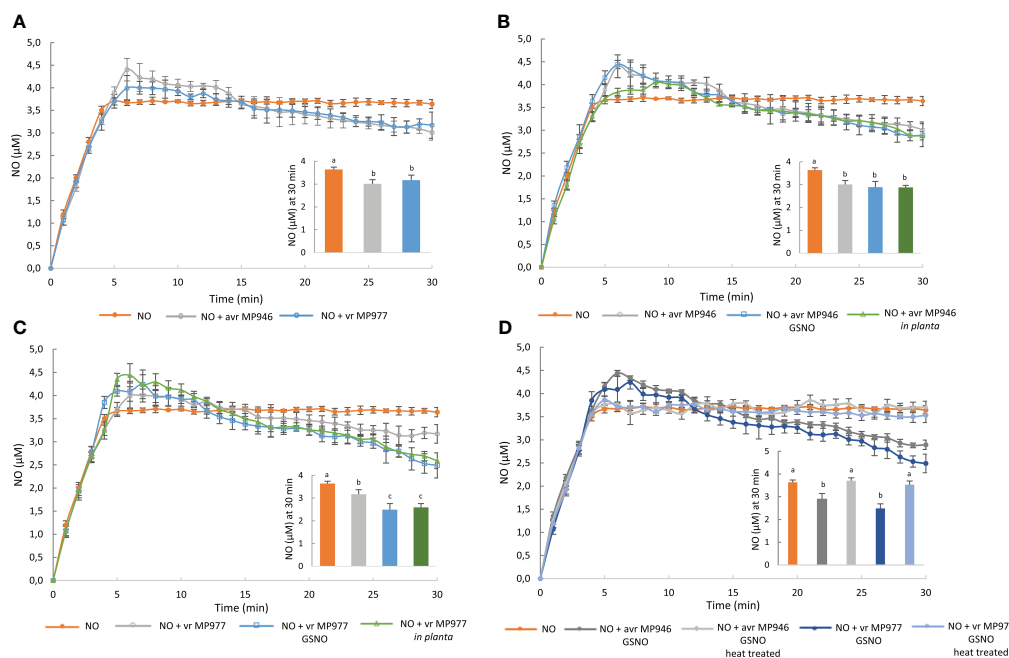 A
5,0
4,5
4,0
3,5
3,0
2,5
2,0
1,5
1,0
0,5
0,0
NO (µM)
0 5 10 15 20 25 30
Time (min)
NO (µM) at 30 min
4
3
2
1
0
a b b
NO NO + avr MP946 NO + vr MP977
B
5,0
4,5
4,0
3,5
3,0
2,5
2,0
1,5
1,0
0,5
0,0
NO (µM)
0 5 10 15 20 25 30
Time (min)
NO (µM) at 30 min
4
3
2
1
0
a b b b
NO NO + avr MP946 NO + avr MP946 NO + avr MP946
GSNO in planta
C
5,0
4,5
4,0
3,5
3,0
2,5
2,0
1,5
1,0
0,5
0,0
NO (µM)
0 5 10 15 20 25 30
Time (min)
NO (µM) at 30 min
4
3
2
1
0
a b c c
NO NO + vr MP977 NO + vr MP977 NO + vr MP977
GSNO in planta
D
5,0
4,5
4,0
3,5
3,0
2,5
2,0
1,5
1,0
0,5
0,0
NO (µM)
0 5 10 15 20 25 30
Time (min)
NO (µM) at 30 min
5
4
3
2
1
0
a b a b a
NO NO + avr MP946 NO + avr MP946 NO + vr MP977 NO + vr MP97
GSNO GSNO GSNO GSNO
heat treated heat treated